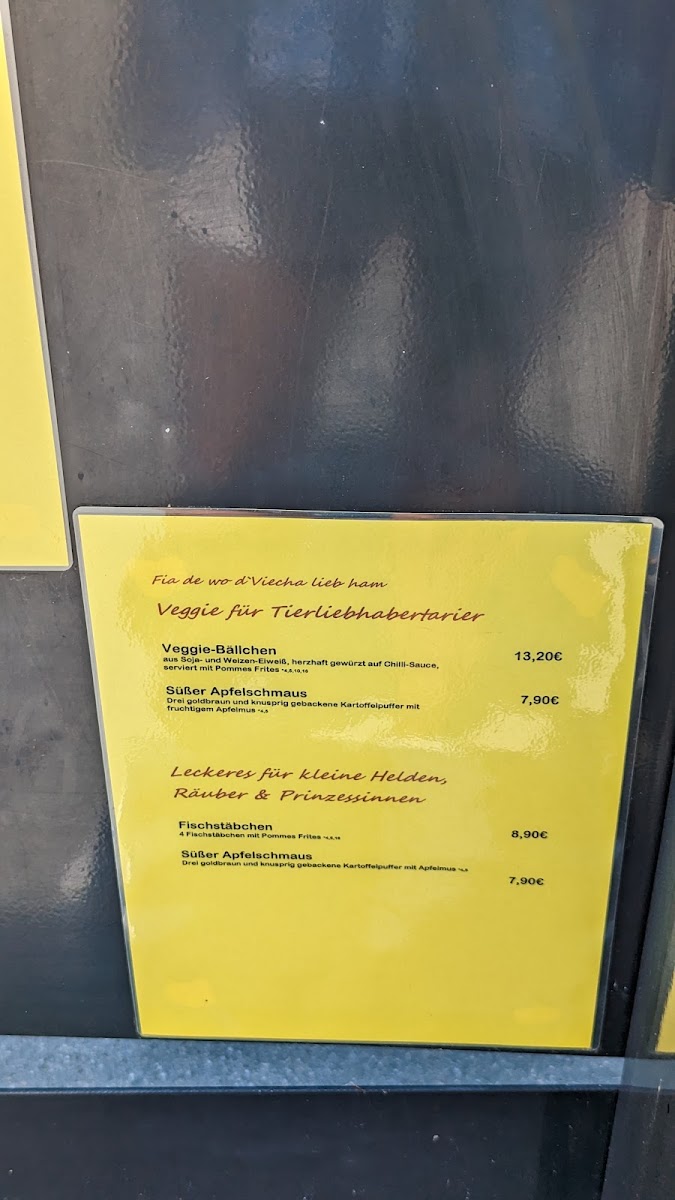 Fia de wo d`Viecha lieb ham
Veggie für Tierliebhabertarier
Veggie-Bällchen
13,20€
aus Soja- und Weizen-Eiweiß, herzhaft gewürzt auf Chilli-Sauce,
serviert mit Pommes Frites
Süßer Apfelschmaus
7,90€
Drei goldbraun und knusprig gebackene Kartoffelpuffer mit
fruchtigem Apfelmus
Leckeres für kleine Helden,
Räuber & Prinzessinnen
Fischstäbchen
8,90€
4 Fischstäbchen mit Pommes Frites
Süßer Apfelschmaus
Drei goldbraun und knusprig gebackene Kartoffelpuffer mit Apfelmus
7,90€